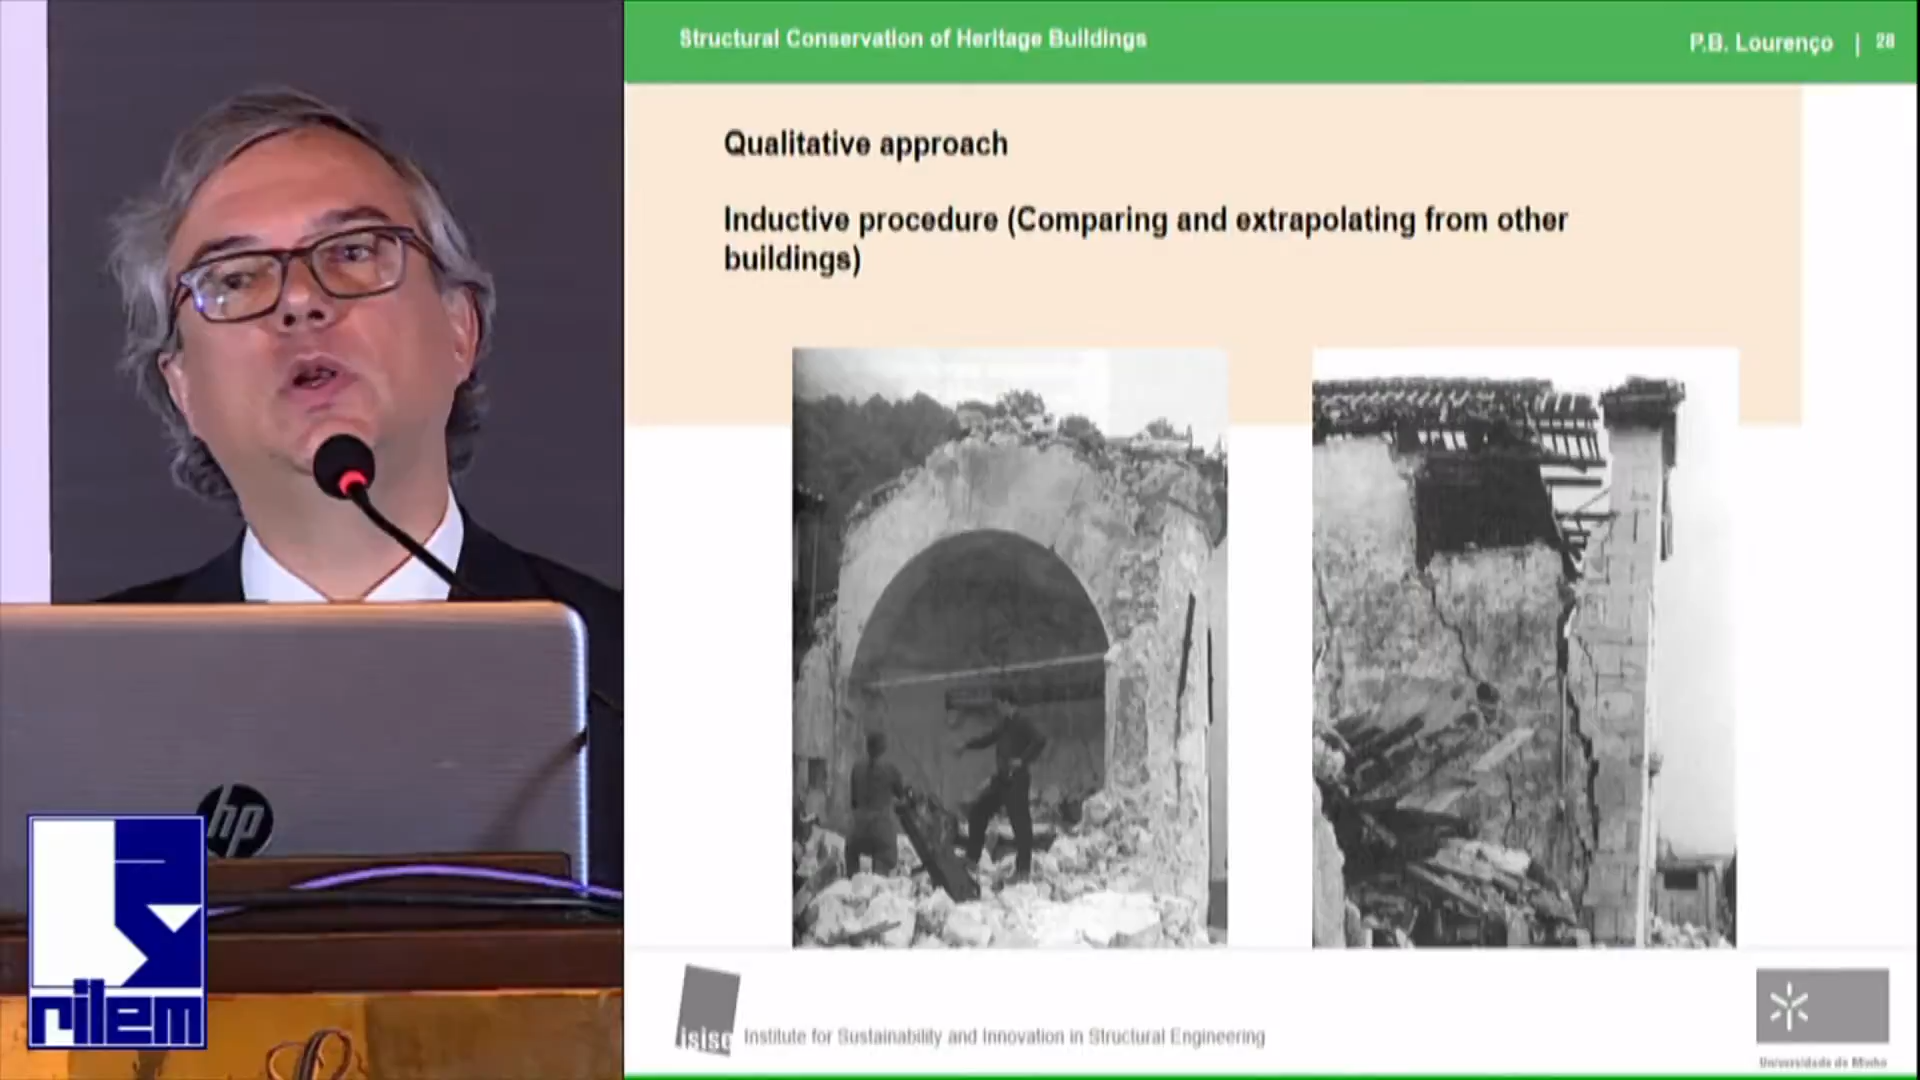 Structural Conservation of Heritage Buildings
P.B. Lourenço | 28
Qualitative approach
Inductive procedure (Comparing and extrapolating from other
buildings)
hp
rilem
isise
Institute for Sustainability and Innovation in Structural Engineering
Universidade do Minho